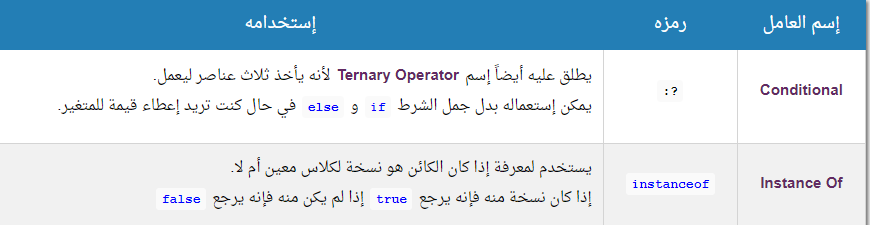 إسم العامل رمزه إستخدامه
Conditional ?: يطلق عليه أيضاً إسم Ternary Operator لأنه يأخذ ثلاث عناصر ليعمل.
يمكن إستعماله بدل جمل الشرط if و else في حال كنت تريد إعطاء قيمة للمتغير.
Instance Of instanceof يستخدم لمعرفة إذا كان الكائن هو نسخة لكلاس معين أم لا.
إذا كان نسخة منه فإنه يرجع true إذا لم يكن منه فإنه يرجع false